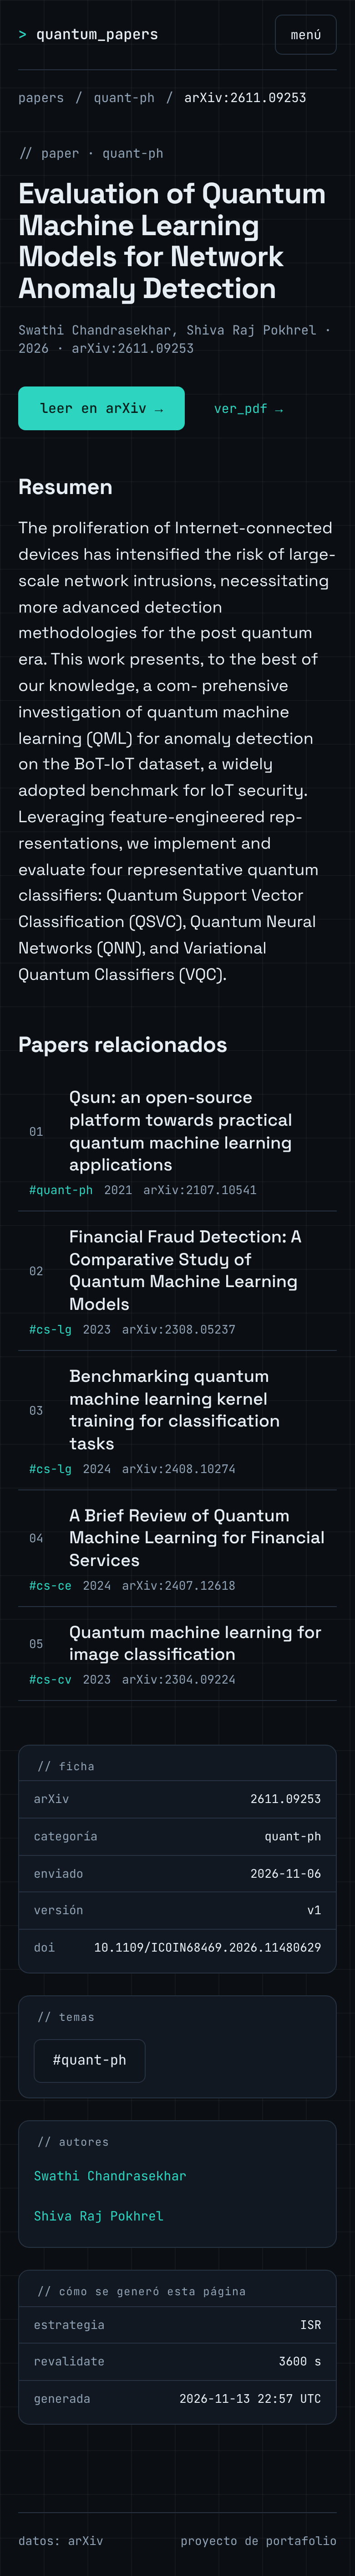 > quantum_papers
menú
papers / quant-ph / arXiv:2611.09253
// paper · quant-ph
Evaluation of Quantum
Machine Learning
Models for Network
Anomaly Detection
Swathi Chandrasekhar, Shiva Raj Pokhrel ·
2026 · arXiv:2611.09253
leer en arXiv →
ver_pdf →
Resumen
The proliferation of Internet-connected
devices has intensified the risk of large-
scale network intrusions, necessitating
more advanced detection
methodologies for the post quantum
era. This work presents, to the best of
our knowledge, a com- prehensive
investigation of quantum machine
learning (QML) for anomaly detection
on the BoT-IoT dataset, a widely
adopted benchmark for IoT security.
Leveraging feature-engineered rep-
resentations, we implement and
evaluate four representative quantum
classifiers: Quantum Support Vector
Classification (QSVC), Quantum Neural
Networks (QNN), and Variational
Quantum Classifiers (VQC).
Papers relacionados
01
Qsun: an open-source
platform towards practical
quantum machine learning
applications
#quant-ph 2021 arXiv:2107.10541
02
Financial Fraud Detection: A
Comparative Study of
Quantum Machine Learning
Models
#cs-lg 2023 arXiv:2308.05237
03
Benchmarking quantum
machine learning kernel
training for classification
tasks
#cs-lg 2024 arXiv:2408.10274
04
A Brief Review of Quantum
Machine Learning for Financial
Services
#cs-ce 2024 arXiv:2407.12618
05
Quantum machine learning for
image classification
#cs-cv 2023 arXiv:2304.09224
// ficha
arXiv 2611.09253
categoría quant-ph
enviado 2026-11-06
versión v1
doi 10.1109/ICOIN68469.2026.11480629
// temas
#quant-ph
// autores
Swathi Chandrasekhar
Shiva Raj Pokhrel
// cómo se generó esta página
estrategia ISR
revalidate 3600 s
generada 2026-11-13 22:57 UTC
datos: arXiv
proyecto de portafolio